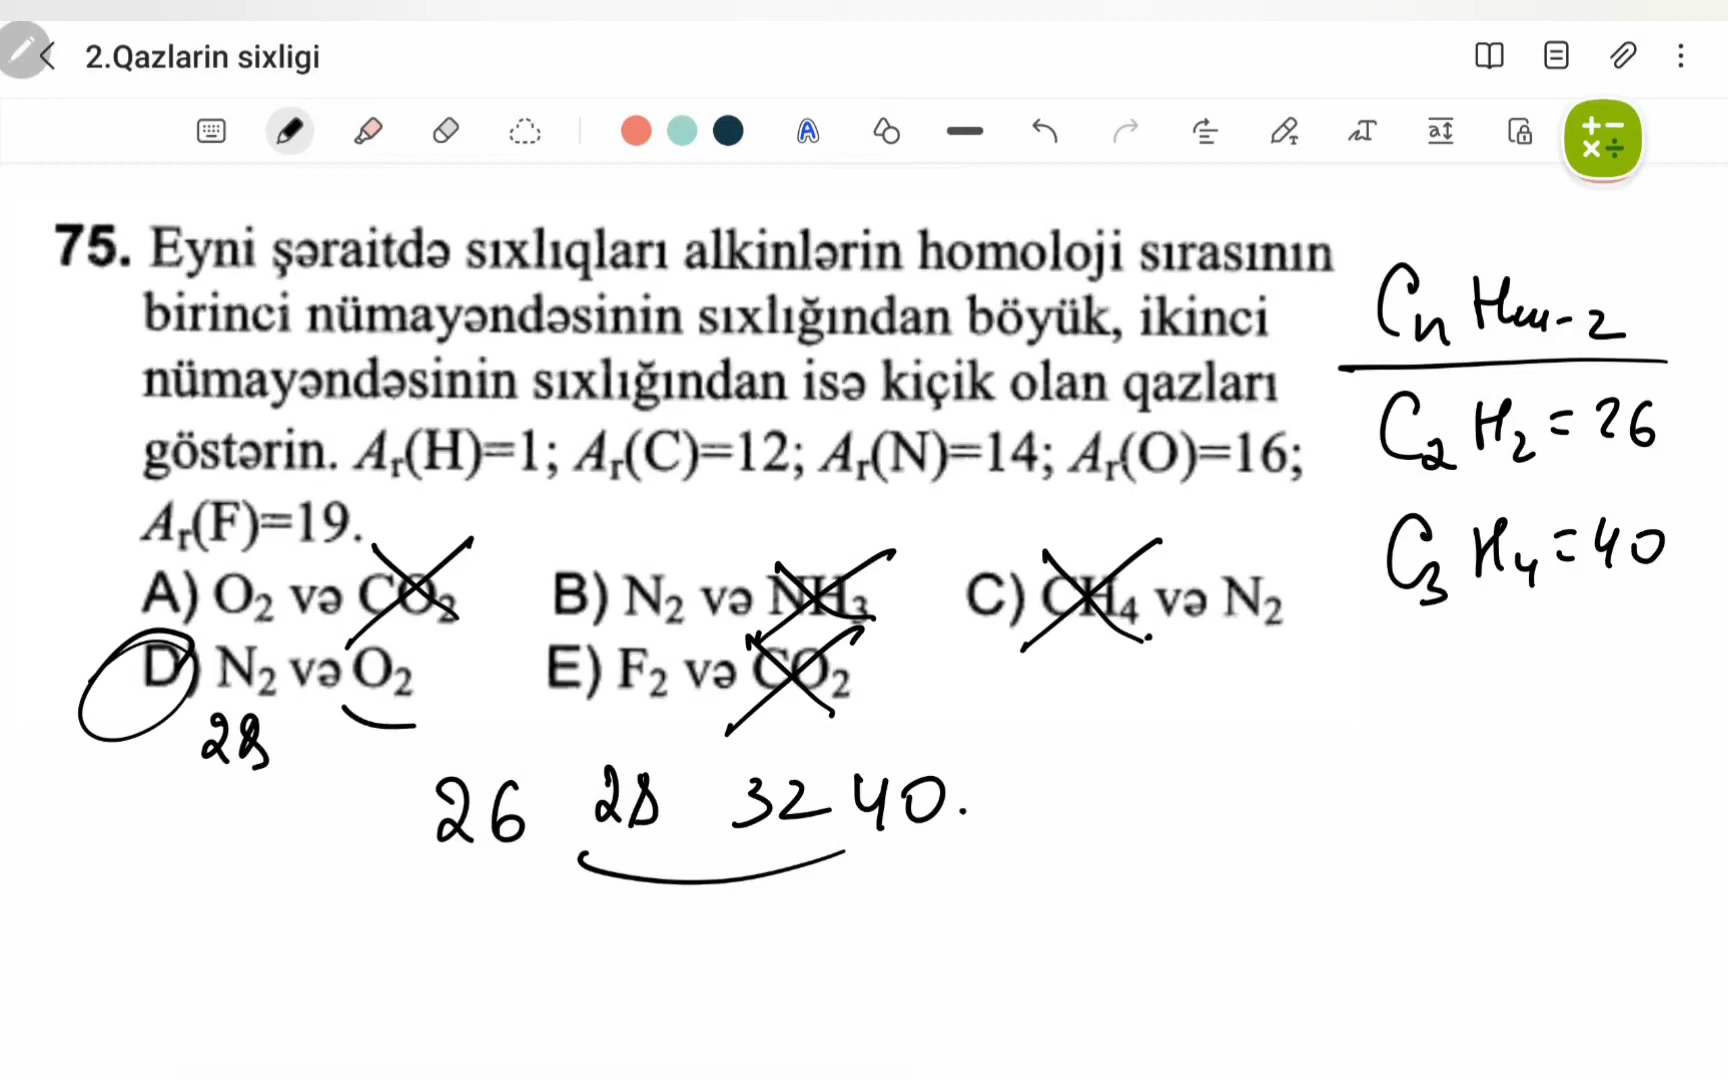 2.Qazlarin sixligi
75. Eyni şəraitdə sıxlıqları alkinlərin homoloji sırasının
birinci nümayəndəsinin sıxlığından böyük, ikinci
nümayəndəsinin sıxlığından isə kiçik olan qazları
göstərin. Ar(H)=1; Ar(C)=12; Ar(N)=14; Ar(O)=16;
Ar(F)=19.
A) O₂ və CO₂ B) N₂ və NH₃ C) CH₄ və N₂
D) N₂ və O₂ E) F₂ və CO₂
28
26 28 32 40.
C₂H₂=26
C₃H₄=40